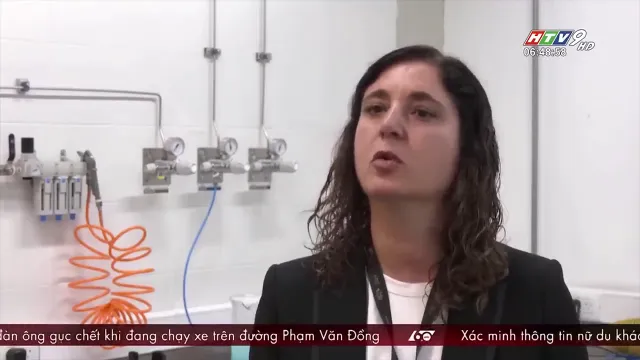 HTV9 HD
06:48:58
đàn ông gục chết khi đang chạy xe trên đường Phạm Văn Đồng
60
Xác minh thông tin nữ du khá